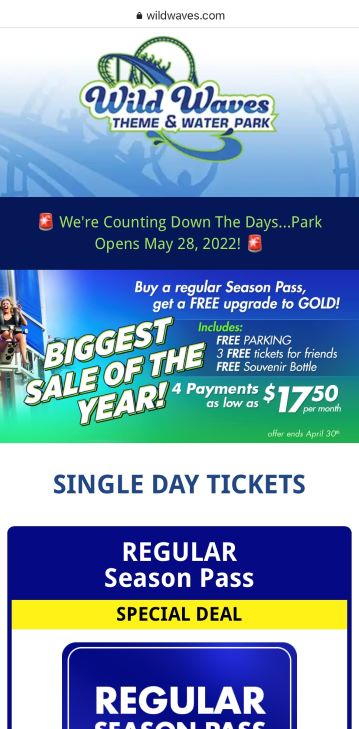 wildwaves.com
Wild Waves
THEME & WATER PARK
🚨 We're Counting Down The Days...Park
Opens May 28, 2022! 🚨
Buy a regular Season Pass,
get a FREE upgrade to GOLD!
BIGGEST
SALE OF THE
YEAR!
Includes:
FREE PARKING
3 FREE tickets for friends
FREE Souvenir Bottle
4 Payments
as low as
$17⁵⁰
per month
offer ends April 30ᵗʰ
SINGLE DAY TICKETS
REGULAR
Season Pass
SPECIAL DEAL
REGULAR
SEASON PASS